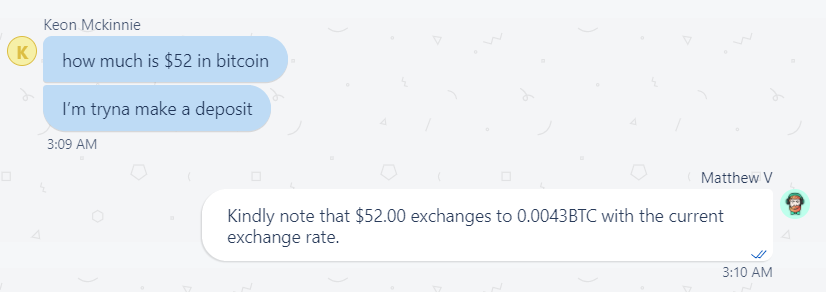 Keon Mckinnie
K
how much is $52 in bitcoin
I'm tryna make a deposit
3:09 AM
Matthew V
Kindly note that $52.00 exchanges to 0.0043BTC with the current
exchange rate.
3:10 AM